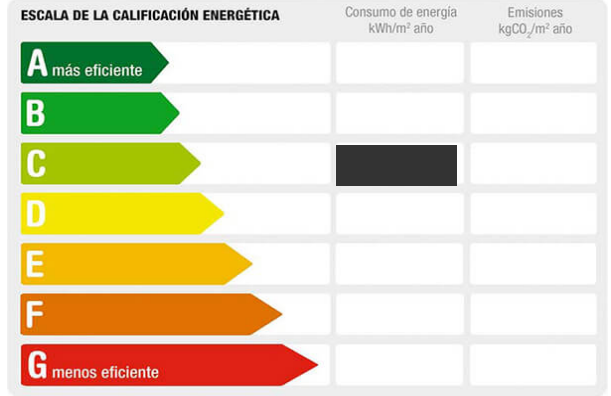 ESCALA DE LA CALIFICACIÓN ENERGÉTICA
Consumo de energía
kWh/m² año
Emisiones
kgCO₂/m² año
A más eficiente
B
C
D
E
F
G menos eficiente